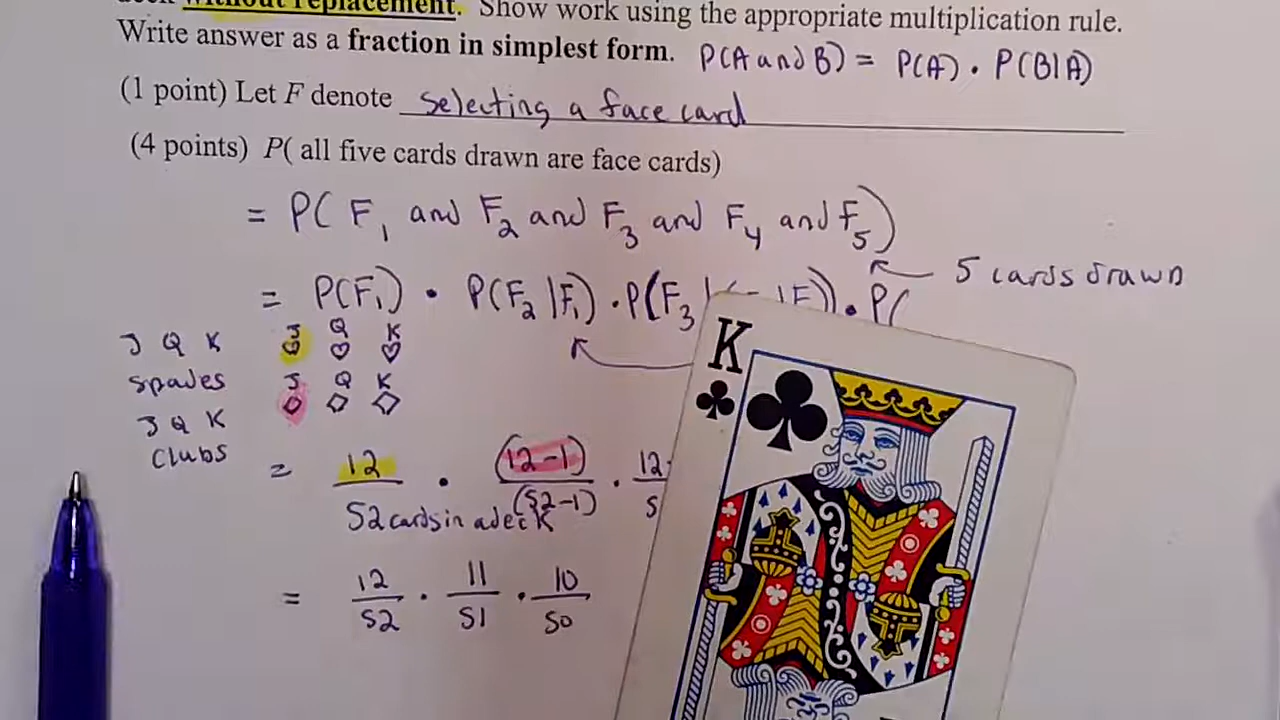 without replacement. Show work using the appropriate multiplication rule.
Write answer as a fraction in simplest form. P(A and B) = P(A) · P(B|A)
(1 point) Let F denote selecting a face card
(4 points) P( all five cards drawn are face cards)
= P( F₁ and F₂ and F₃ and F₄ and F₅)
5 cards drawn
= P(F₁) · P(F₂|F₁) · P(F₃| |F)) · P(
J Q K J Q K
♡ ♡ ♡
spades J Q K
♢ ♢ ♢
J Q K
clubs
= 12 · (12-1) · 12
52 cards in a deck (52-1) 5
= 12/52 · 11/51 · 10/50
K